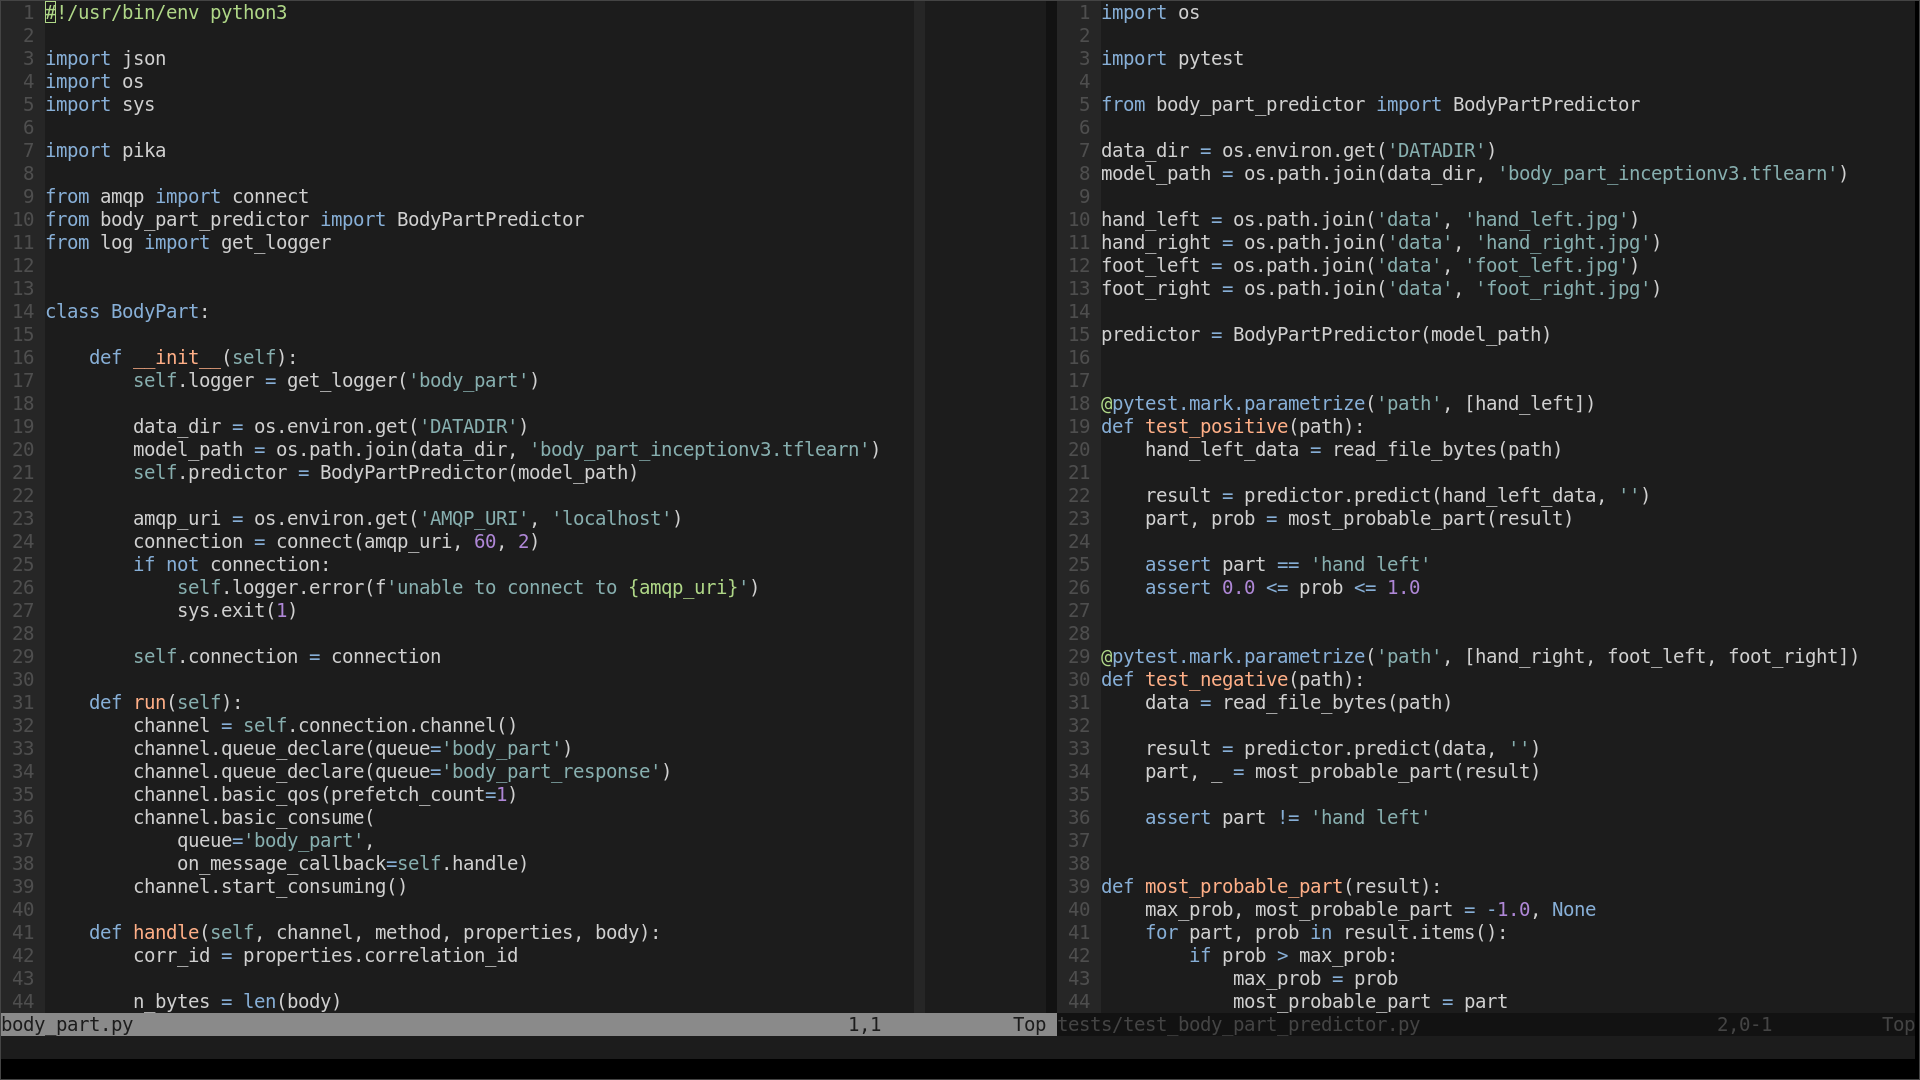 1 #!/usr/bin/env python3
2
3 import json
4 import os
5 import sys
6
7 import pika
8
9 from amqp import connect
10 from body_part_predictor import BodyPartPredictor
11 from log import get_logger
12
13
14 class BodyPart:
15
16     def __init__(self):
17         self.logger = get_logger('body_part')
18
19         data_dir = os.environ.get('DATADIR')
20         model_path = os.path.join(data_dir, 'body_part_inceptionv3.tflearn')
21         self.predictor = BodyPartPredictor(model_path)
22
23         amqp_uri = os.environ.get('AMQP_URI', 'localhost')
24         connection = connect(amqp_uri, 60, 2)
25         if not connection:
26             self.logger.error(f'unable to connect to {amqp_uri}')
27             sys.exit(1)
28
29         self.connection = connection
30
31     def run(self):
32         channel = self.connection.channel()
33         channel.queue_declare(queue='body_part')
34         channel.queue_declare(queue='body_part_response')
35         channel.basic_qos(prefetch_count=1)
36         channel.basic_consume(
37             queue='body_part',
38             on_message_callback=self.handle)
39         channel.start_consuming()
40
41     def handle(self, channel, method, properties, body):
42         corr_id = properties.correlation_id
43
44         n_bytes = len(body)
body_part.py 1,1 Top
1 import os
2
3 import pytest
4
5 from body_part_predictor import BodyPartPredictor
6
7 data_dir = os.environ.get('DATADIR')
8 model_path = os.path.join(data_dir, 'body_part_inceptionv3.tflearn')
9
10 hand_left = os.path.join('data', 'hand_left.jpg')
11 hand_right = os.path.join('data', 'hand_right.jpg')
12 foot_left = os.path.join('data', 'foot_left.jpg')
13 foot_right = os.path.join('data', 'foot_right.jpg')
14
15 predictor = BodyPartPredictor(model_path)
16
17
18 @pytest.mark.parametrize('path', [hand_left])
19 def test_positive(path):
20     hand_left_data = read_file_bytes(path)
21
22     result = predictor.predict(hand_left_data, '')
23     part, prob = most_probable_part(result)
24
25     assert part == 'hand left'
26     assert 0.0 <= prob <= 1.0
27
28
29 @pytest.mark.parametrize('path', [hand_right, foot_left, foot_right])
30 def test_negative(path):
31     data = read_file_bytes(path)
32
33     result = predictor.predict(data, '')
34     part, _ = most_probable_part(result)
35
36     assert part != 'hand left'
37
38
39 def most_probable_part(result):
40     max_prob, most_probable_part = -1.0, None
41     for part, prob in result.items():
42         if prob > max_prob:
43             max_prob = prob
44             most_probable_part = part
tests/test_body_part_predictor.py 2,0-1 Top